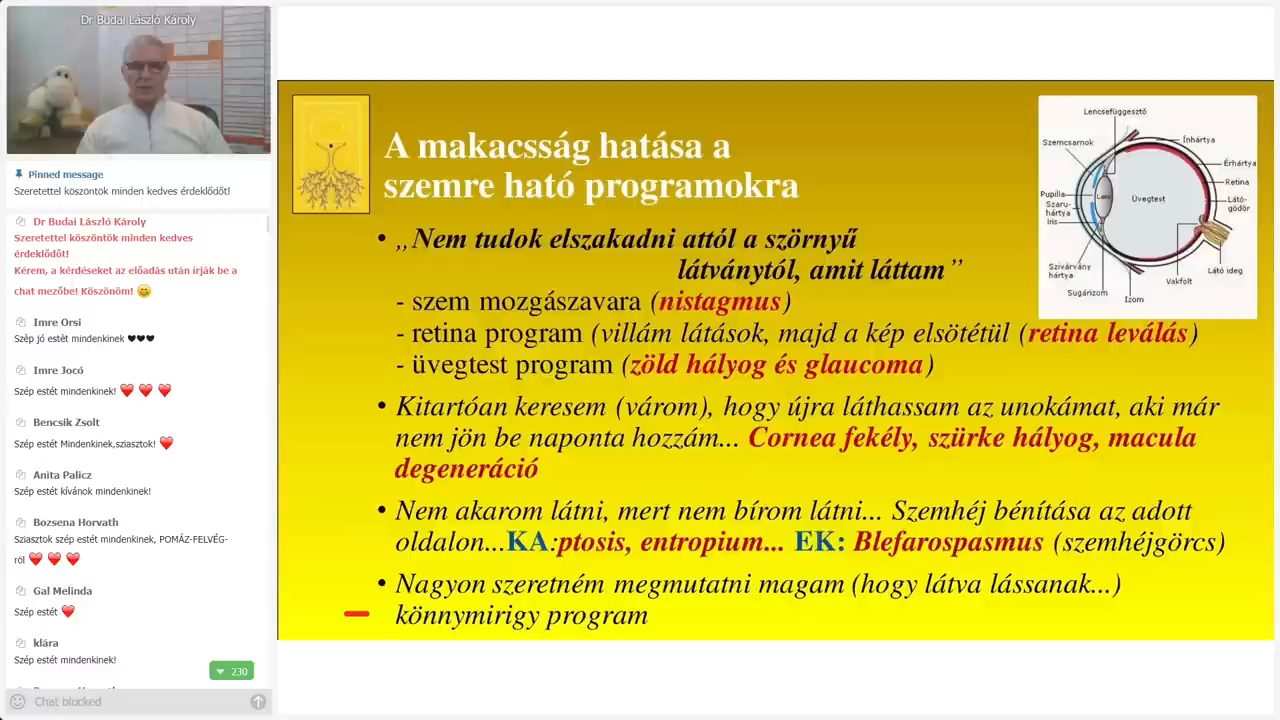 Dr Budai László Károly
Pinned message
Szeretettel köszöntök minden kedves érdeklődőt!
Dr Budai László Károly
Szeretettel köszöntök minden kedves
érdeklődőt!
Kérem, a kérdéseket az előadás után írják be a
chat mezőbe! Köszönöm! 😊
Imre Orsi
Szèp jó estèt mindenkinek ♥♥♥
Imre Jocó
Szép estét mindenkinek! ❤️ ❤️ ❤️
Bencsik Zsolt
Szép estét Mindenkinek,sziasztok! ❤️
Anita Palicz
Szép estét kívánok mindenkinek!
Bozsena Horvath
Sziasztok szép estét mindenkinek, POMÁZ-FELVÉG-
ről ❤️ ❤️ ❤️
Gal Melinda
Szép estét ❤️
klára
Szép estét mindenkinek!
230
Chat blocked
A makacsság hatása a
szemre ható programokra
• „Nem tudok elszakadni attól a szörnyű
látványtól, amit láttam”
- szem mozgászavara (nistagmus)
- retina program (villám látások, majd a kép elsötétül (retina leválás)
- üvegtest program (zöld hályog és glaucoma)
• Kitartóan keresem (várom), hogy újra láthassam az unokámat, aki már
nem jön be naponta hozzám... Cornea fekély, szürke hályog, macula
degeneráció
• Nem akarom látni, mert nem bírom látni... Szemhéj bénítása az adott
oldalon...KA:ptosis, entropium... EK: Blefarospasmus (szemhéjgörcs)
• Nagyon szeretném megmutatni magam (hogy látva lássanak...)
könnymirigy program
Lencsefüggesztő
Szemcsarnok
Ínhártya
Érhártya
Retina
Pupilla
Lencse
Üvegtest
Látó-
gödör
Szaru-
hártya
Iris
Szivárvány
hártya
Látó ideg
Vakfolt
Sugárizom
Izom